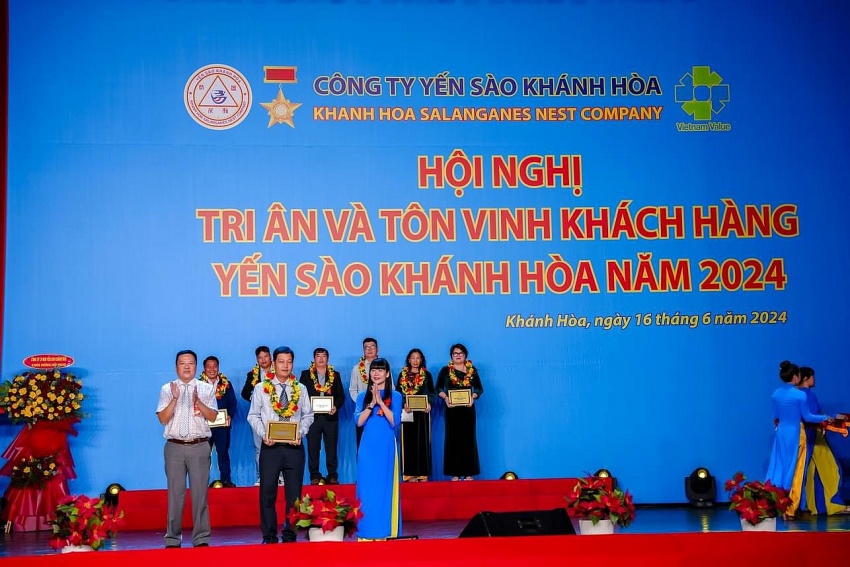 CÔNG TY YẾN SÀO KHÁNH HÒA
KHANH HOA SALANGANES NEST COMPANY
Vietnam Value
HỘI NGHỊ
TRI ÂN VÀ TÔN VINH KHÁCH HÀNG
YẾN SÀO KHÁNH HÒA NĂM 2024
Khánh Hòa, ngày 16 tháng 6 năm 2024